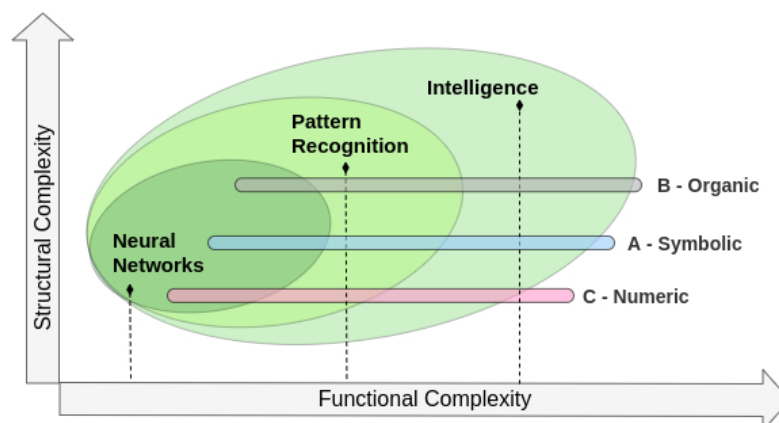 Intelligence
Pattern
Recognition
B - Organic
Neural
Networks
A - Symbolic
C - Numeric
Structural Complexity
Functional Complexity